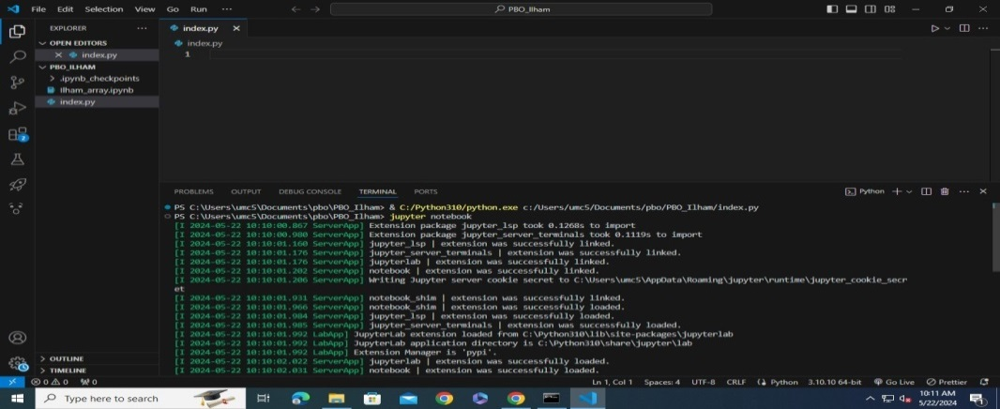 File Edit Selection View Go Run ... PBO_Ilham
EXPLORER ...
OPEN EDITORS
index.py
PBO_ILHAM
.ipynb_checkpoints
Ilham_array.ipynb
index.py
OUTLINE
TIMELINE
index.py
index.py
1
PROBLEMS OUTPUT DEBUG CONSOLE TERMINAL PORTS Python
PS C:\Users\umc5\Documents\pbo\PBO_Ilham> & C:/Python310/python.exe c:/Users/umc5/Documents/pbo/PBO_Ilham/index.py
PS C:\Users\umc5\Documents\pbo\PBO_Ilham> jupyter notebook
[I 2024-05-22 10:10:00.867 ServerApp] Extension package jupyter_lsp took 0.1268s to import
[I 2024-05-22 10:10:00.980 ServerApp] Extension package jupyter_server_terminals took 0.1119s to import
[I 2024-05-22 10:10:01.160 ServerApp] jupyter_lsp | extension was successfully linked.
[I 2024-05-22 10:10:01.176 ServerApp] jupyter_server_terminals | extension was successfully linked.
[I 2024-05-22 10:10:01.176 ServerApp] jupyterlab | extension was successfully linked.
[I 2024-05-22 10:10:01.202 ServerApp] notebook | extension was successfully linked.
[I 2024-05-22 10:10:01.206 ServerApp] Writing Jupyter server cookie secret to C:\Users\umc5\AppData\Roaming\jupyter\runtime\jupyter_cookie_secr
et
[I 2024-05-22 10:10:01.931 ServerApp] notebook_shim | extension was successfully linked.
[I 2024-05-22 10:10:01.966 ServerApp] notebook_shim | extension was successfully loaded.
[I 2024-05-22 10:10:01.984 ServerApp] jupyter_lsp | extension was successfully loaded.
[I 2024-05-22 10:10:01.985 ServerApp] jupyter_server_terminals | extension was successfully loaded.
[I 2024-05-22 10:10:01.992 LabApp] JupyterLab extension loaded from C:\Python310\lib\site-packages\jupyterlab
[I 2024-05-22 10:10:01.992 LabApp] JupyterLab application directory is C:\Python310\share\jupyter\lab
[I 2024-05-22 10:10:01.992 LabApp] Extension Manager is 'pypi'.
[I 2024-05-22 10:10:02.022 ServerApp] jupyterlab | extension was successfully loaded.
[I 2024-05-22 10:10:02.031 ServerApp] notebook | extension was successfully loaded.
0 0 0 Ln 1, Col 1 Spaces: 4 UTF-8 CRLF Python 3.10.10 64-bit Go Live Prettier
Type here to search
10:11 AM
5/22/2024